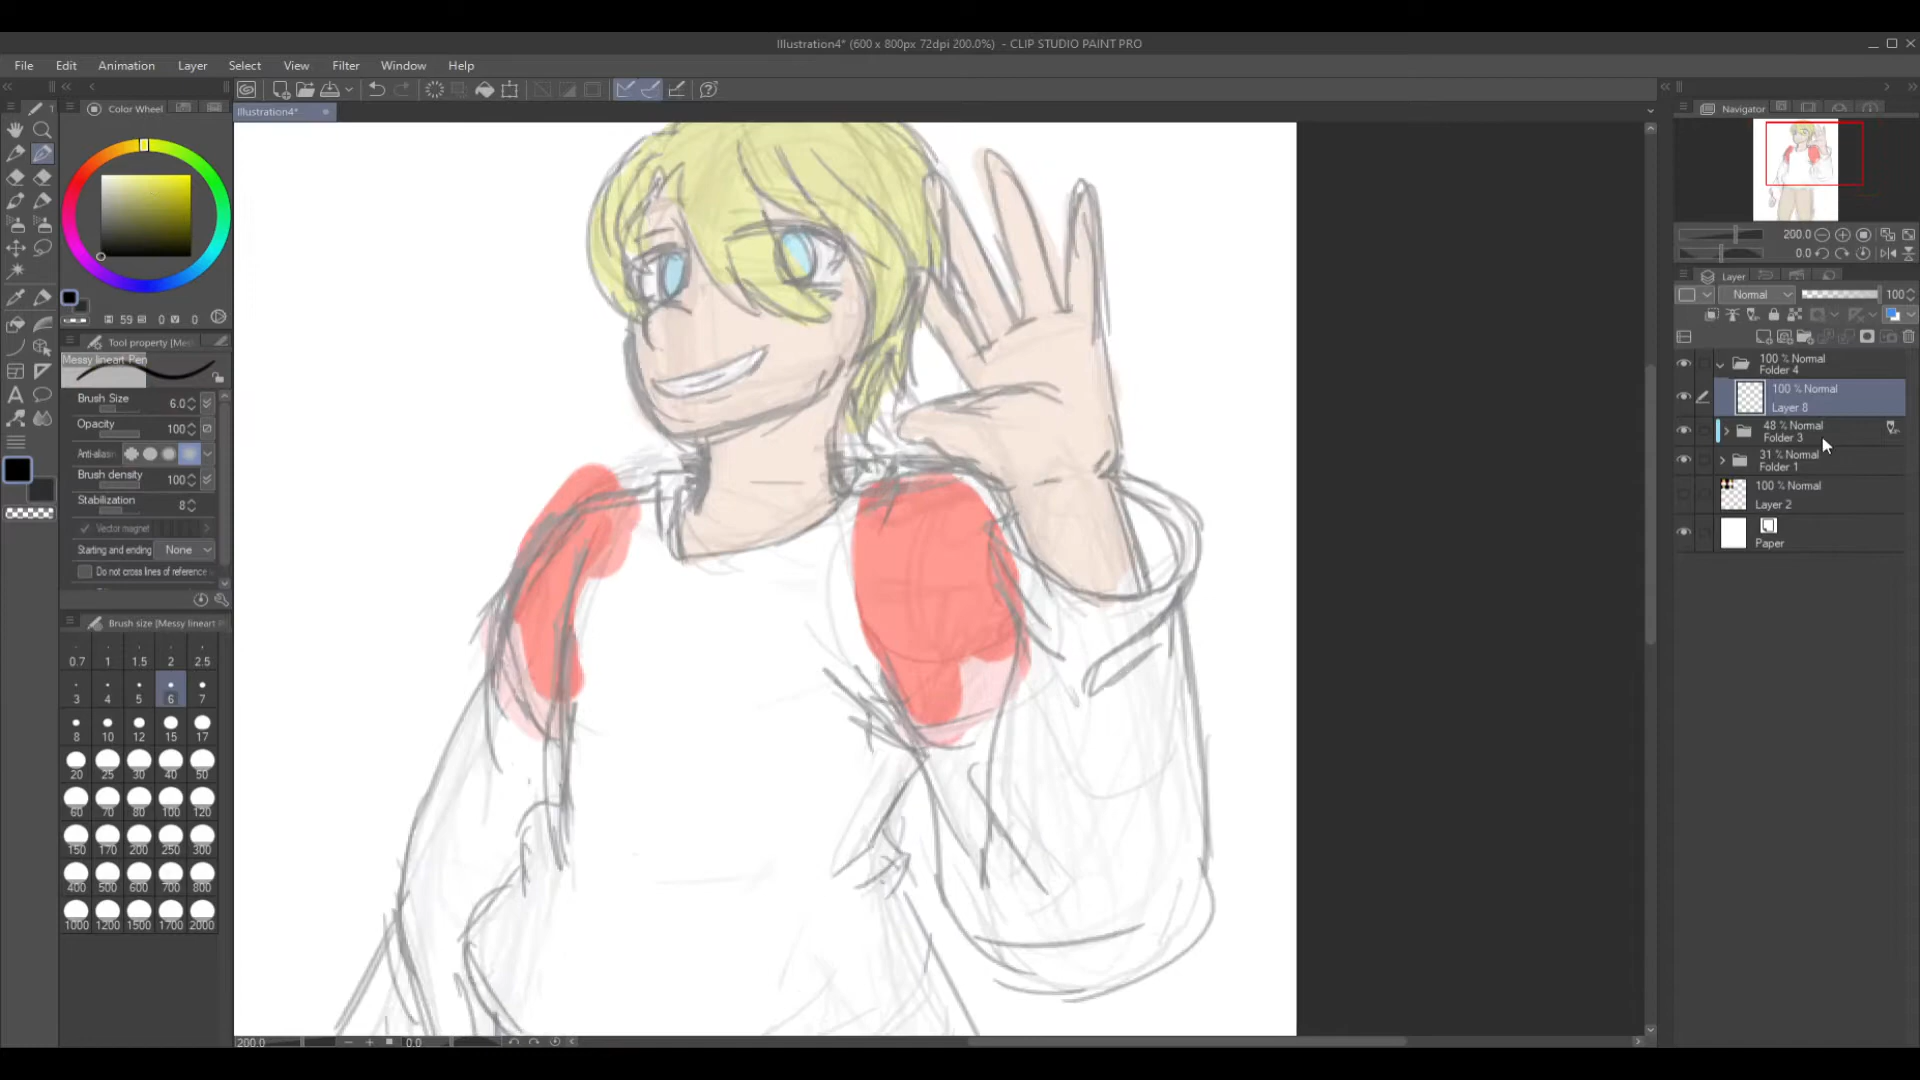 Illustration4* (600 x 800px 72dpi 200.0%) - CLIP STUDIO PAINT PRO
File Edit Animation Layer Select View Filter Window Help
Color Wheel
Illustration4*
Navigator
200.0
0.0
Layer
Normal 100
59 0 0
Tool property [Me
Messy lineart Pen
Brush Size 6.0
Opacity 100
Anti-aliasin
Brush density 100
Stabilization 8
Vector magnet
Starting and ending None
Do not cross lines of reference
Brush size [Messy lineart
0.7 1 1.5 2 2.5
3 4 5 6 7
8 10 12 15 17
20 25 30 40 50
60 70 80 100 120
150 170 200 250 300
400 500 600 700 800
1000 1200 1500 1700 2000
100 % Normal
Folder 4
100 % Normal
Layer 8
48 % Normal
Folder 3
31 % Normal
Folder 1
100 % Normal
Layer 2
Paper
200.0 0.0